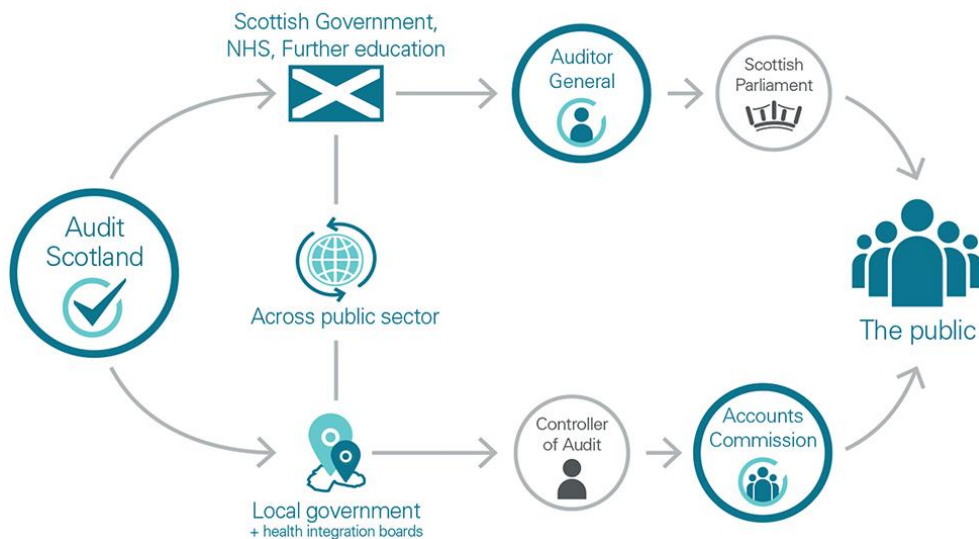 Scottish Government,
NHS, Further education
Auditor
General
Scottish
Parliament
Audit
Scotland
Across public sector
The public
Local government
+ health integration boards
Controller
of Audit
Accounts
Commission